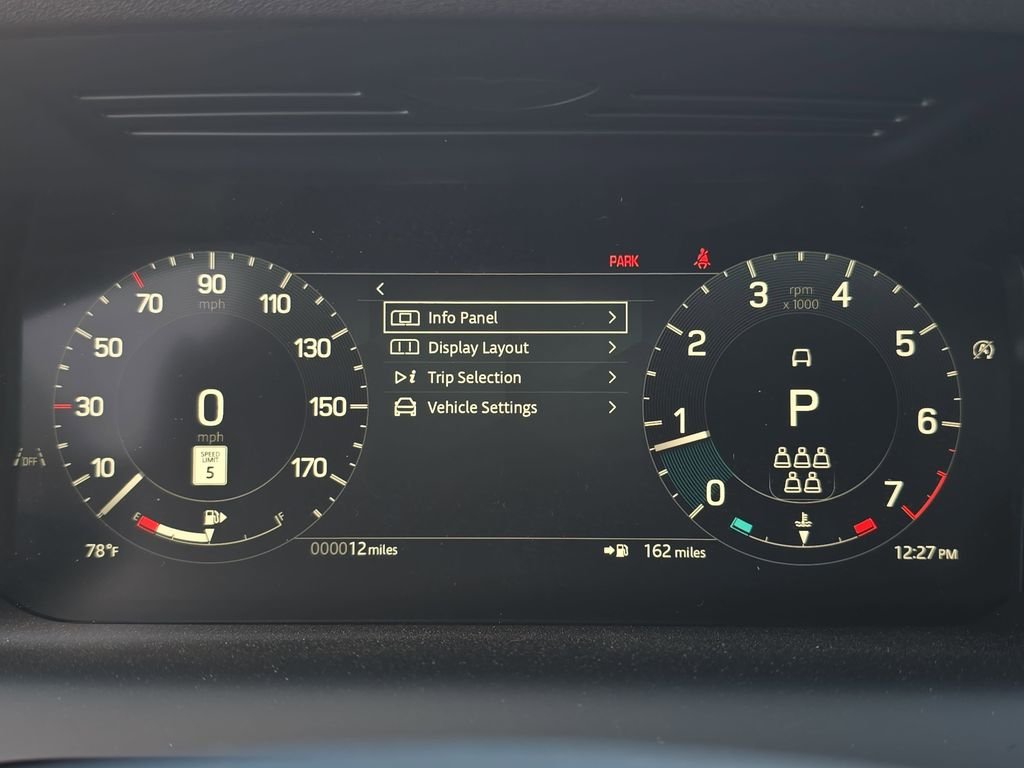 PARK
90
mph
70
110
50
130
30
150
10
170
0
mph
SPEED
LIMIT
5
E
F
OFF
78°F
Info Panel
Display Layout
Trip Selection
Vehicle Settings
000012 miles
162 miles
rpm
x 1000
3
4
2
5
1
6
0
7
P
12:27 PM